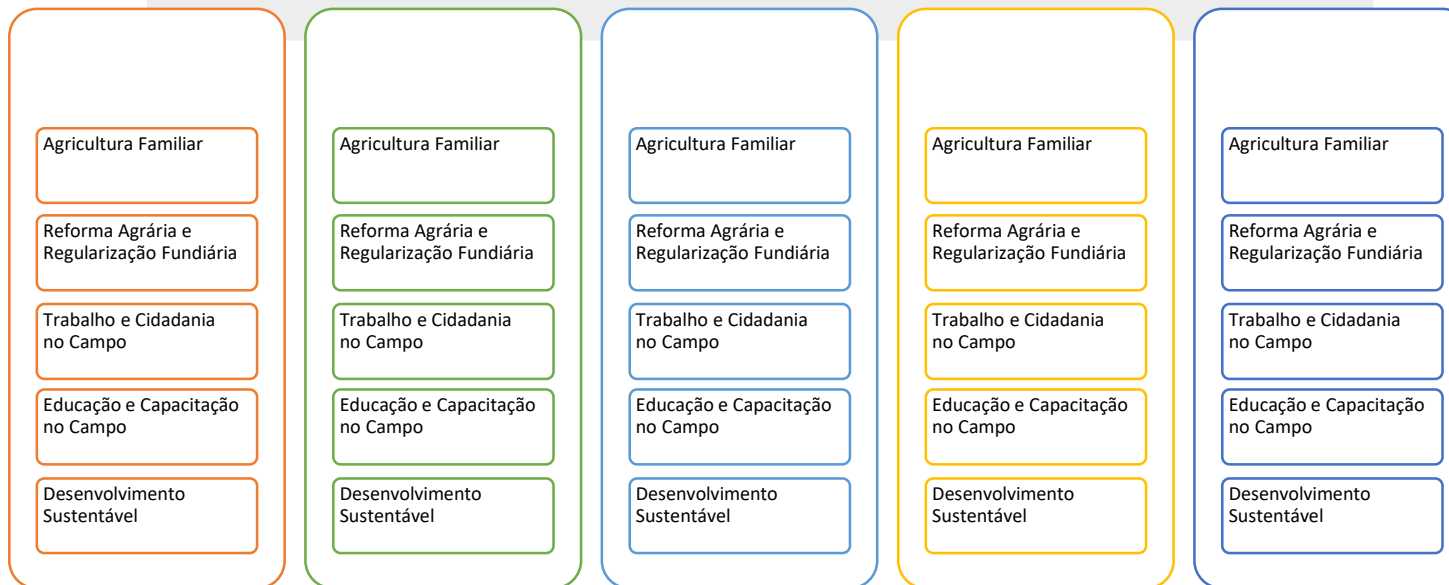 Agricultura Familiar
Reforma Agrária e
Regularização Fundiária
Trabalho e Cidadania
no Campo
Educação e Capacitação
no Campo
Desenvolvimento
Sustentável
Agricultura Familiar
Reforma Agrária e
Regularização Fundiária
Trabalho e Cidadania
no Campo
Educação e Capacitação
no Campo
Desenvolvimento
Sustentável
Agricultura Familiar
Reforma Agrária e
Regularização Fundiária
Trabalho e Cidadania
no Campo
Educação e Capacitação
no Campo
Desenvolvimento
Sustentável
Agricultura Familiar
Reforma Agrária e
Regularização Fundiária
Trabalho e Cidadania
no Campo
Educação e Capacitação
no Campo
Desenvolvimento
Sustentável
Agricultura Familiar
Reforma Agrária e
Regularização Fundiária
Trabalho e Cidadania
no Campo
Educação e Capacitação
no Campo
Desenvolvimento
Sustentável